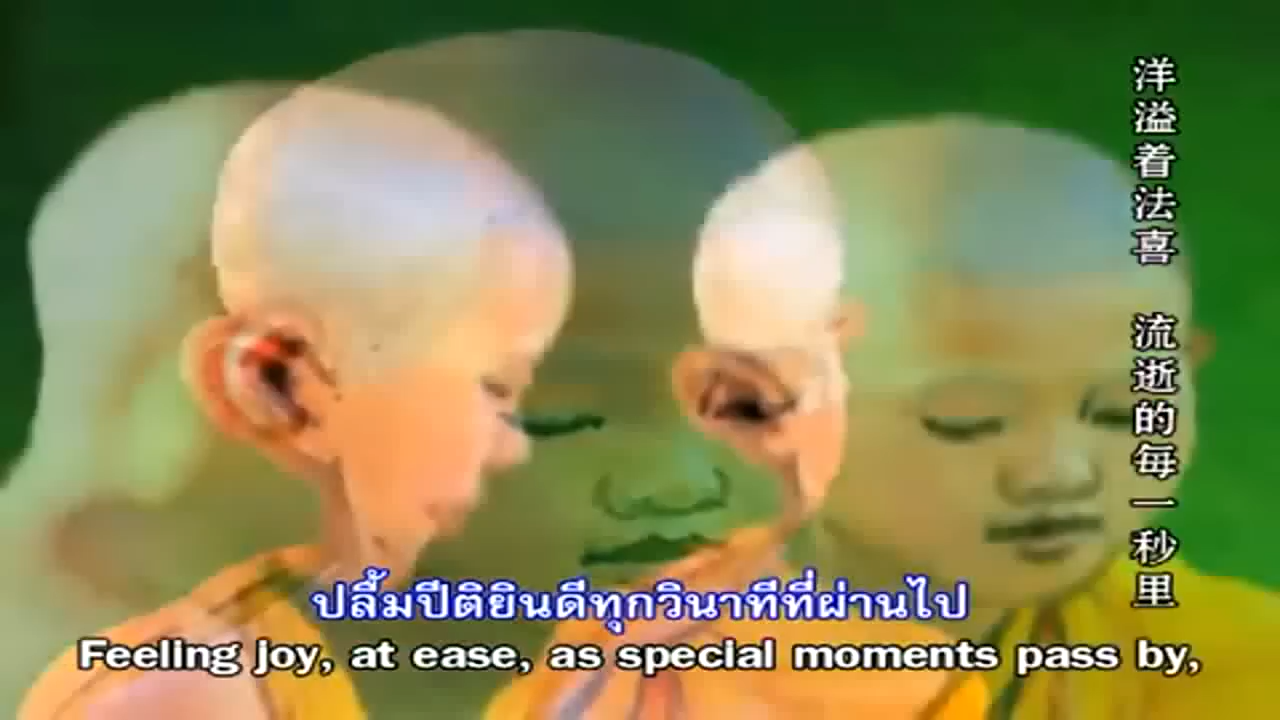 洋溢着法喜 流逝的每一秒里
ปลื้มปีติยินดีทุกวินาทีที่ผ่านไป
Feeling joy, at ease, as special moments pass by,